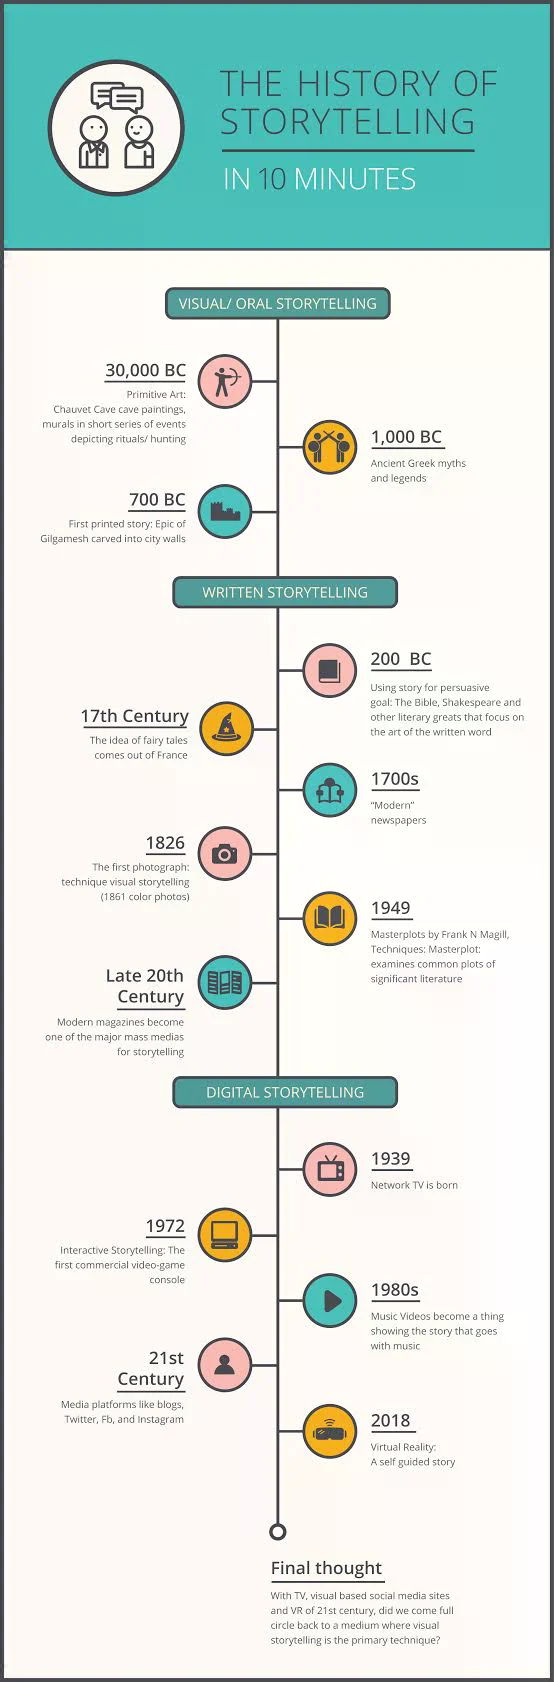 THE HISTORY OF
STORYTELLING
IN 10 MINUTES
VISUAL/ ORAL STORYTELLING
30,000 BC
Primitive Art:
Chauvet Cave cave paintings,
murals in short series of events
depicting rituals/ hunting
1,000 BC
Ancient Greek myths
and legends
700 BC
First printed story: Epic of
Gilgamesh carved into city walls
WRITTEN STORYTELLING
200 BC
Using story for persuasive
goal: The Bible, Shakespeare and
other literary greats that focus on
the art of the written word
17th Century
The idea of fairy tales
comes out of France
1700s
“Modern”
newspapers
1826
The first photograph:
technique visual storytelling
(1861 color photos)
1949
Masterplots by Frank N Magill,
Techniques: Masterplot:
examines common plots of
significant literature
Late 20th
Century
Modern magazines become
one of the major mass medias
for storytelling
DIGITAL STORYTELLING
1939
Network TV is born
1972
Interactive Storytelling: The
first commercial video-game
console
1980s
Music Videos become a thing
showing the story that goes
with music
21st
Century
Media platforms like blogs,
Twitter, Fb, and Instagram
2018
Virtual Reality:
A self guided story
Final thought
With TV, visual based social media sites
and VR of 21st century, did we come full
circle back to a medium where visual
storytelling is the primary technique?